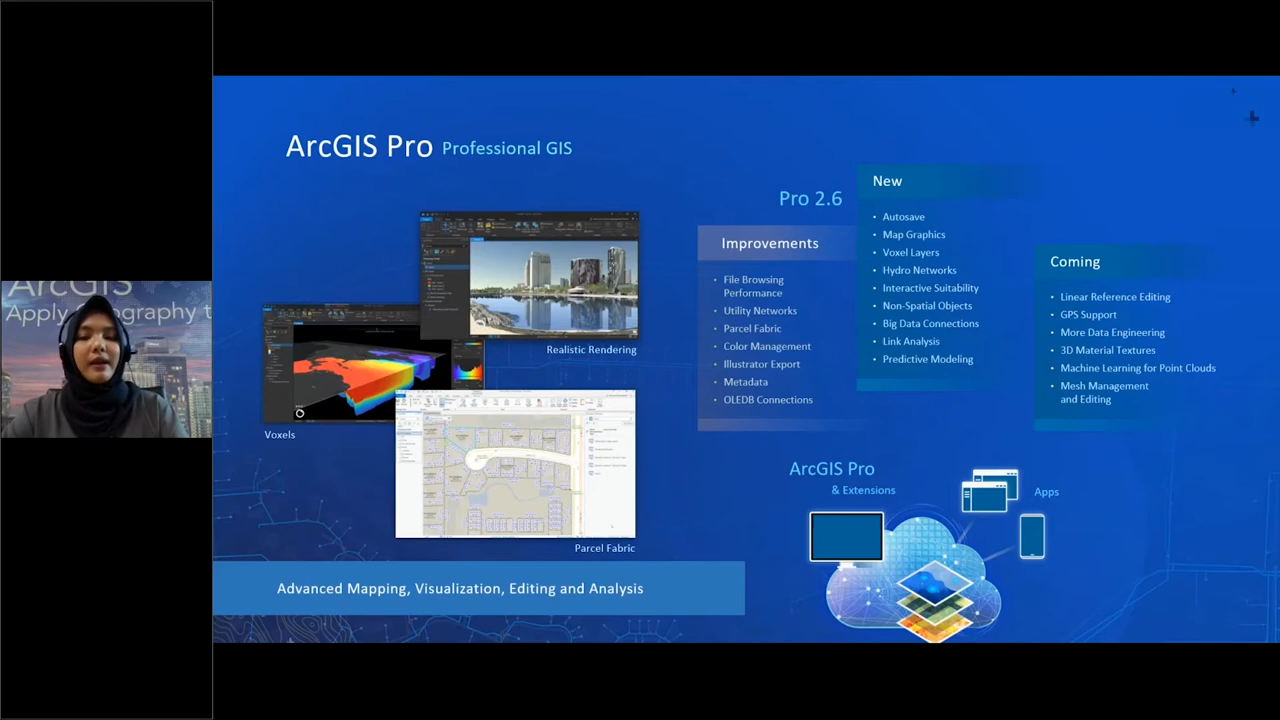 ArcGIS
Apply
graphy t
ArcGIS Pro Professional GIS
Realistic Rendering
Voxels
Parcel Fabric
Advanced Mapping, Visualization, Editing and Analysis
Pro 2.6
Improvements
• File Browsing
Performance
• Utility Networks
• Parcel Fabric
• Color Management
• Illustrator Export
• Metadata
• OLEDB Connections
New
• Autosave
• Map Graphics
• Voxel Layers
• Hydro Networks
• Interactive Suitability
• Non-Spatial Objects
• Big Data Connections
• Link Analysis
• Predictive Modeling
Coming
• Linear Reference Editing
• GPS Support
• More Data Engineering
• 3D Material Textures
• Machine Learning for Point Clouds
• Mesh Management
and Editing
ArcGIS Pro
& Extensions
Apps